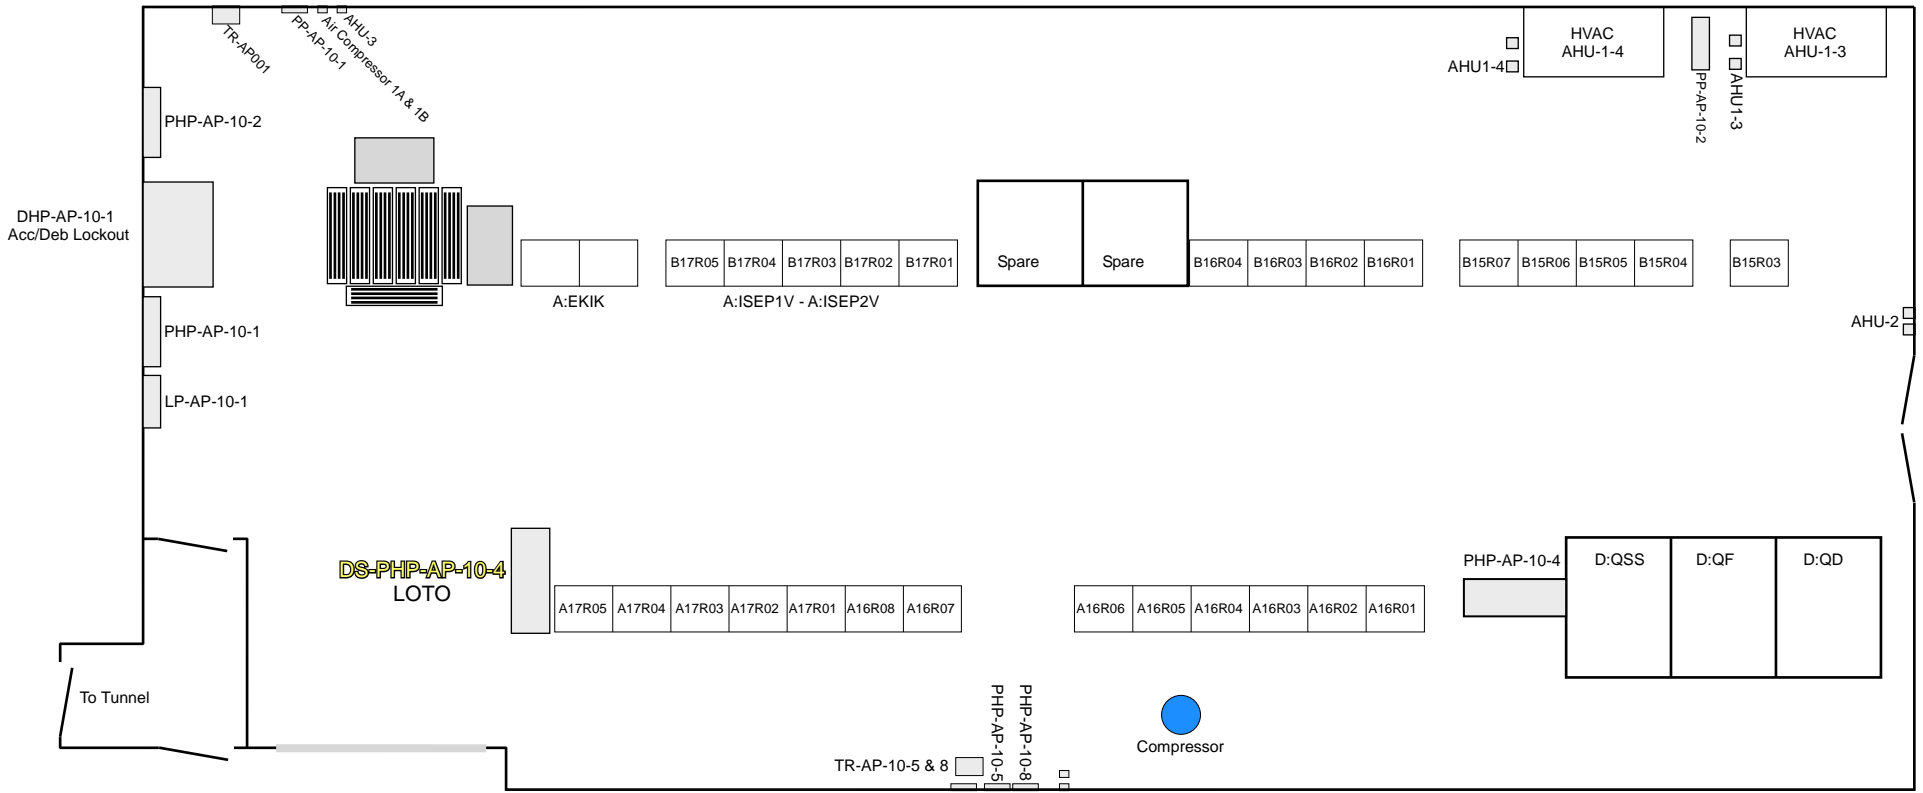 TR-AP001
PP-AP-10-1
Air Compressor 1A & 1B
AHU-3
HVAC
AHU-1-4
AHU1-4
PP-AP-10-2
AHU1-3
HVAC
AHU-1-3
PHP-AP-10-2
DHP-AP-10-1
Acc/Deb Lockout
A:EKIK
B17R05 B17R04 B17R03 B17R02 B17R01
A:ISEP1V - A:ISEP2V
Spare Spare
B16R04 B16R03 B16R02 B16R01
B15R07 B15R06 B15R05 B15R04
B15R03
PHP-AP-10-1
AHU-2
LP-AP-10-1
DS-PHP-AP-10-4
LOTO
A17R05 A17R04 A17R03 A17R02 A17R01 A16R08 A16R07
A16R06 A16R05 A16R04 A16R03 A16R02 A16R01
PHP-AP-10-4
D:QSS D:QF D:QD
To Tunnel
TR-AP-10-5 & 8
PHP-AP-10-5
PHP-AP-10-8
Compressor